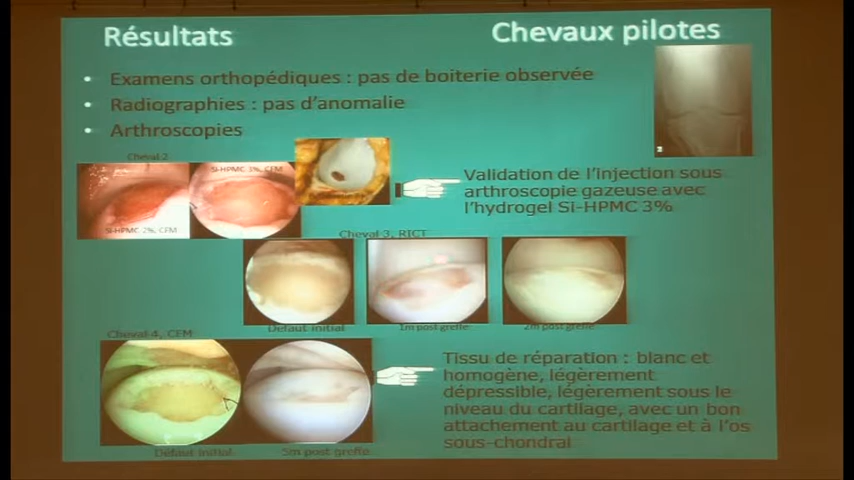 Résultats
Chevaux pilotes
• Examens orthopédiques : pas de boiterie observée
• Radiographies : pas d'anomalie
• Arthroscopies
Cheval 2
Si-HPMC 3%, CEM
Si-HPMC 2%, CEM
Validation de l'injection sous
arthroscopie gazeuse avec
l'hydrogel Si-HPMC 3%
Cheval 3, RICT
Défaut initial
1m post greffe
2m post greffe
Cheval 4, CEM
Défaut initial
5m post greffe
Tissu de réparation : blanc et
homogène, légèrement
dépressible, légèrement sous le
niveau du cartilage, avec un bon
attachement au cartilage et à l'os
sous-chondral